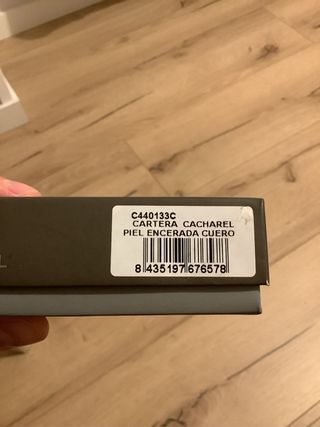 C440133C
CARTERA CACHAREL
PIEL ENCERADA CUERO
8 435197 676578
L